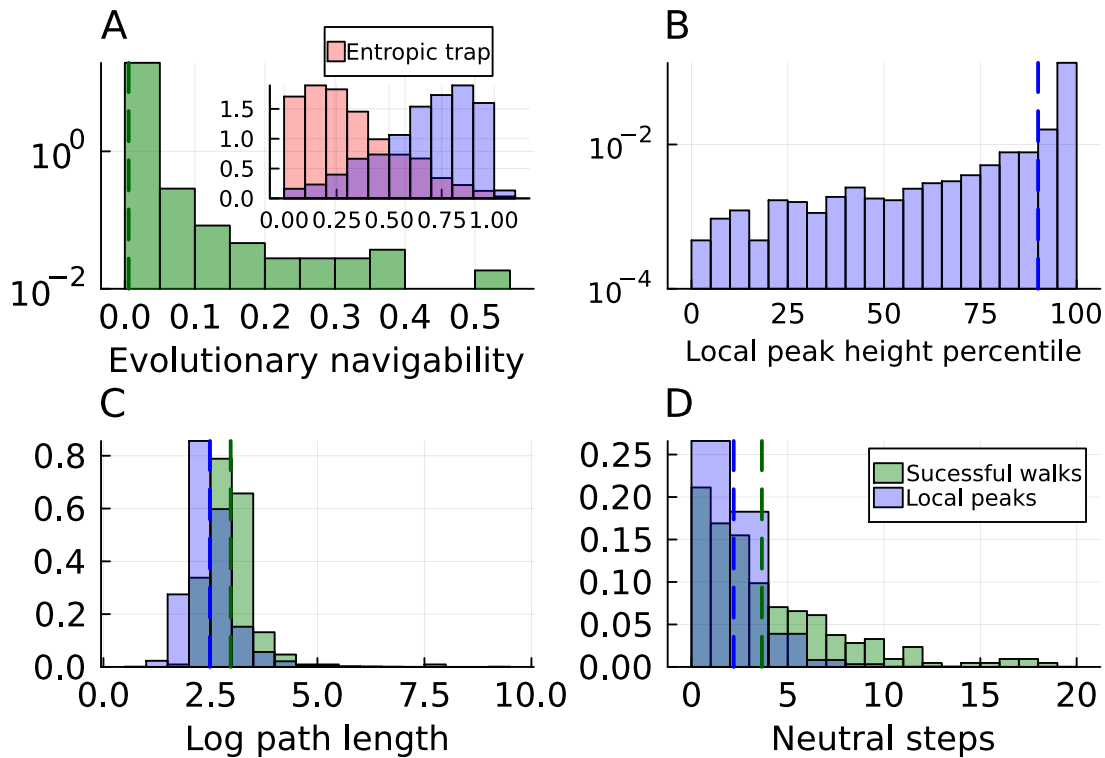 A
Entropic trap
10⁰
10⁻²
1.5
1.0
0.5
0.0
0.00 0.25 0.50 0.75 1.00
0.0 0.1 0.2 0.3 0.4 0.5
Evolutionary navigability
B
10⁻²
10⁻⁴
0 25 50 75 100
Local peak height percentile
C
0.8
0.6
0.4
0.2
0.0
0.0 2.5 5.0 7.5 10.0
Log path length
D
Sucessful walks
Local peaks
0.25
0.20
0.15
0.10
0.05
0.00
0 5 10 15 20
Neutral steps